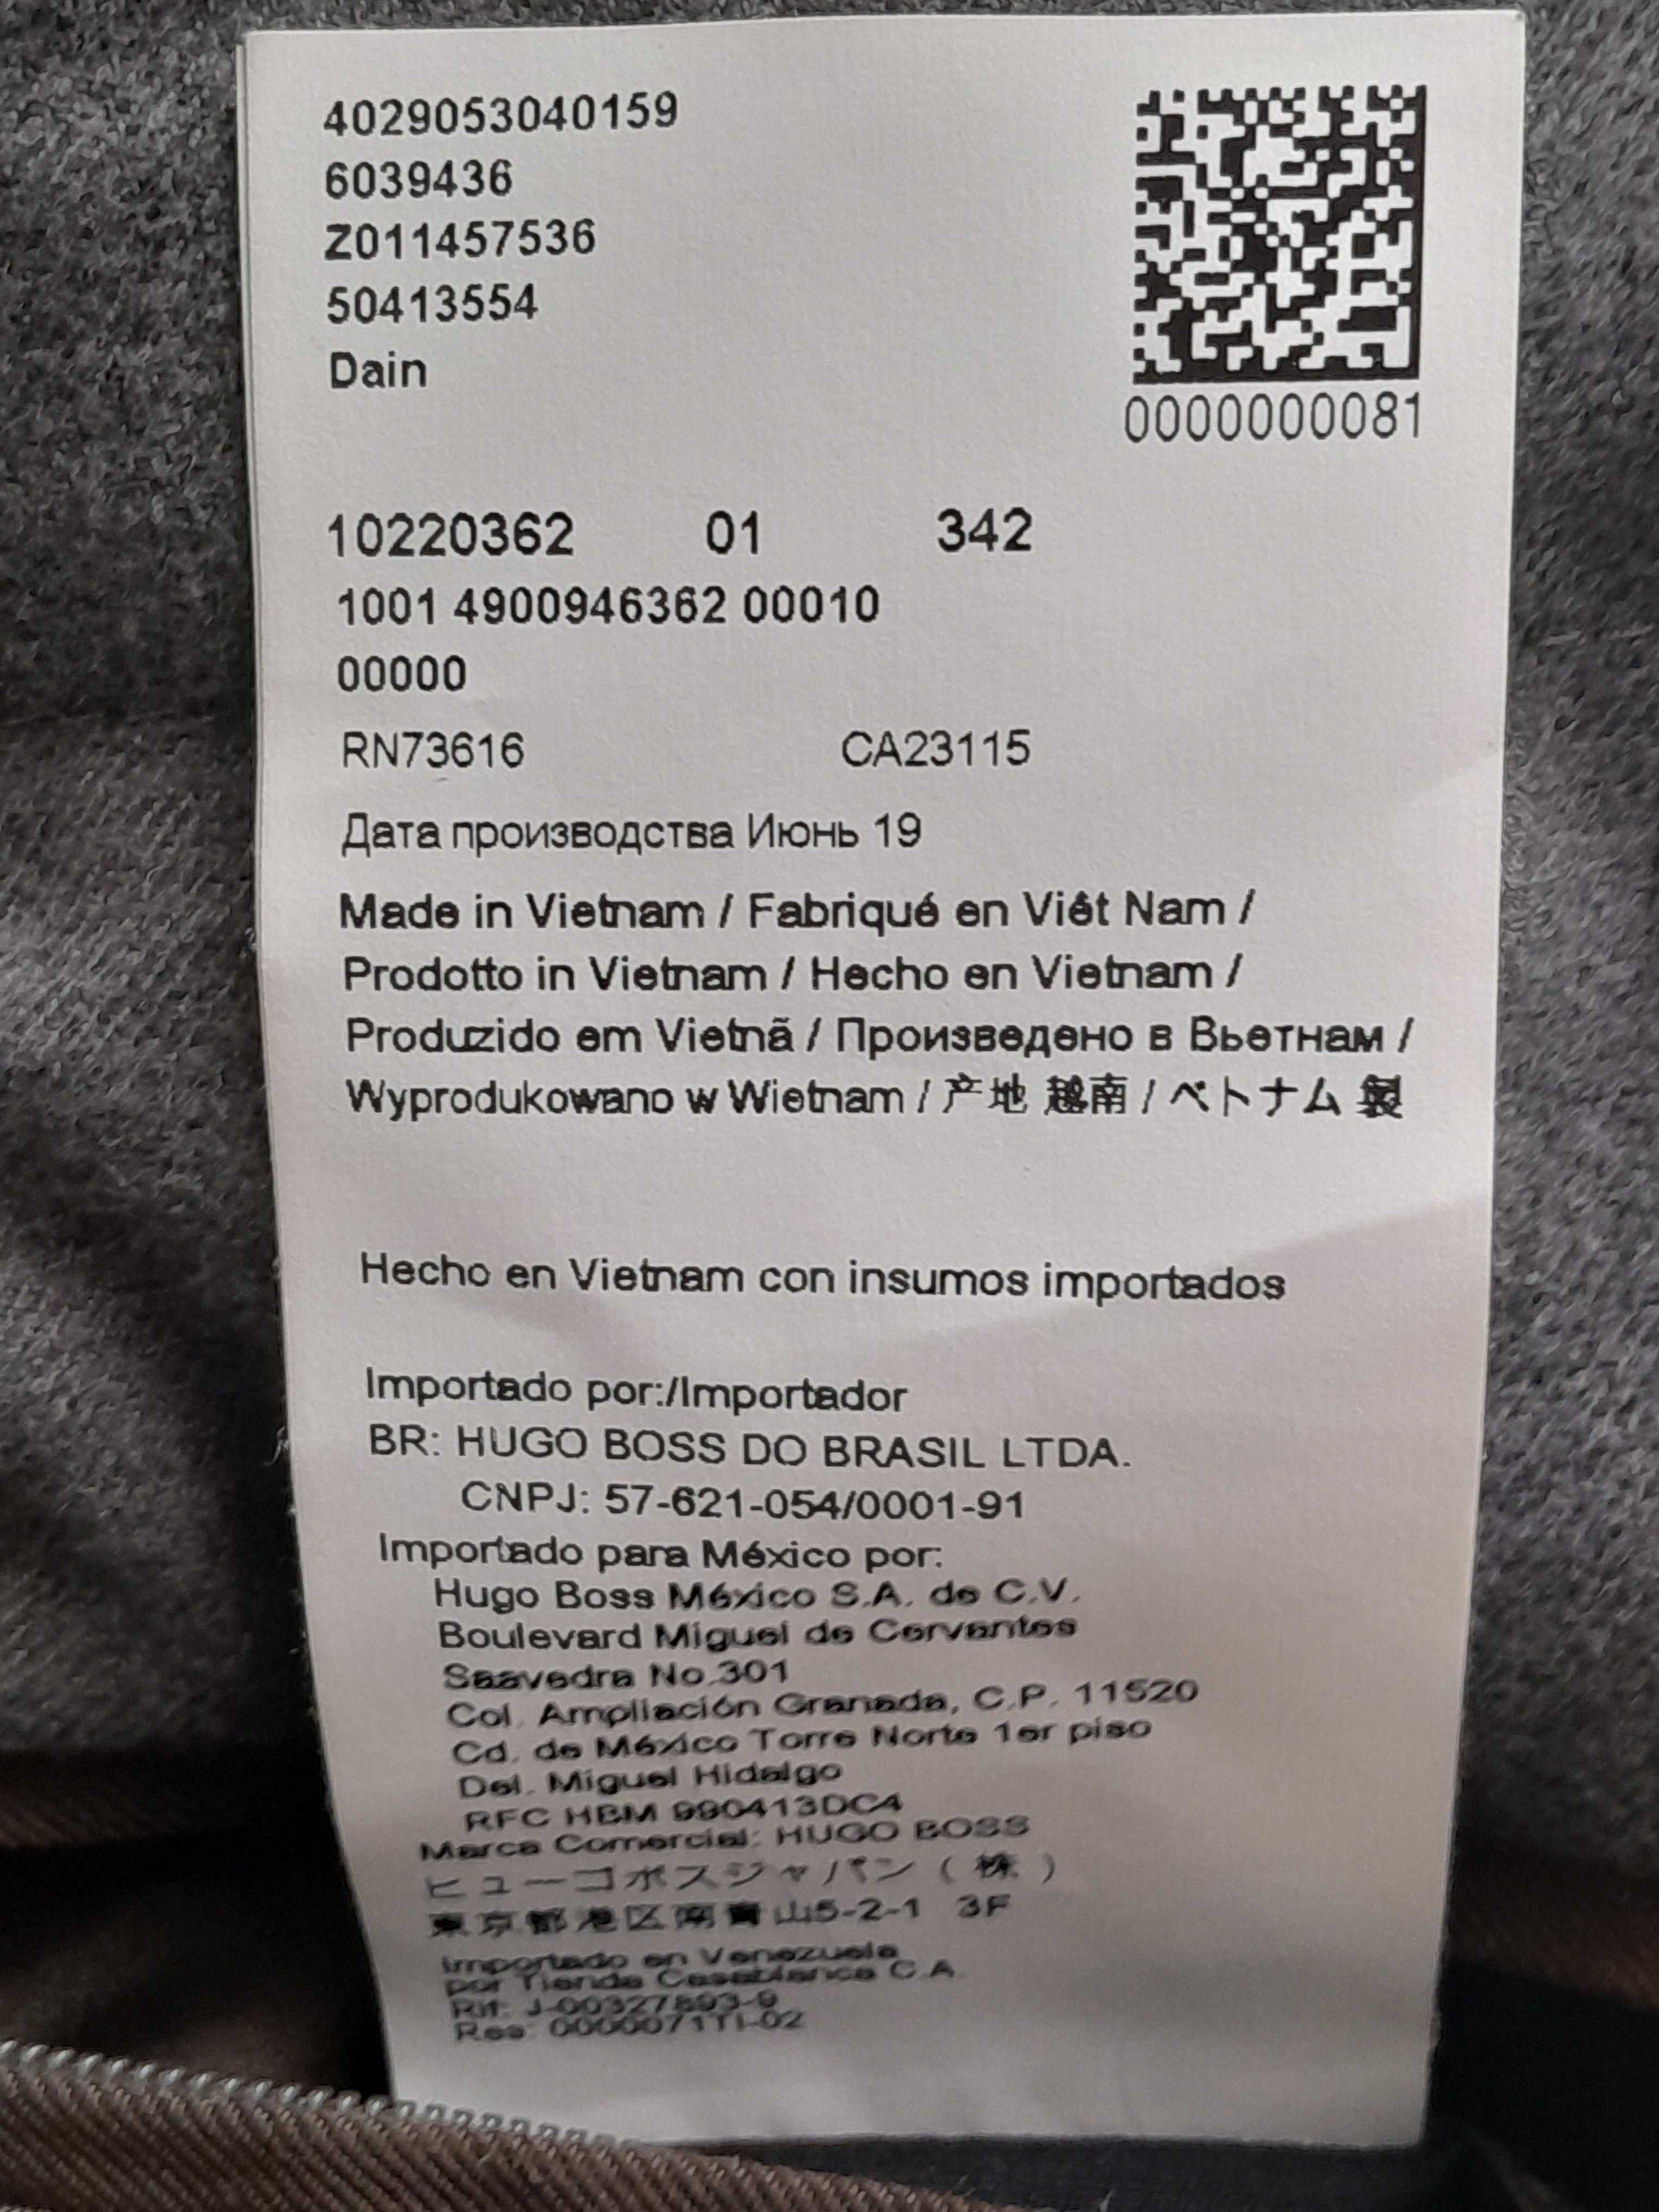 4029053040159
6039436
Z011457536
50413554
Dain
0000000081
10220362 01 342
1001 4900946362 00010
00000
RN73616 CA23115
Дата производства Июнь 19
Made in Vietnam / Fabriqué en Viêt Nam /
Prodotto in Vietnam / Hecho en Vietnam /
Produzido em Vietnã / Произведено в Вьетнам /
Wyprodukowano w Wietnam / 产地 越南 / ベトナム 製
Hecho en Vietnam con insumos importados
Importado por:/Importador
BR: HUGO BOSS DO BRASIL LTDA.
CNPJ: 57-621-054/0001-91
Importado para México por:
Hugo Boss México S.A. de C.V.
Boulevard Miguel de Cervantes
Saavedra No.301
Col. Ampliación Granada, C.P. 11520
Cd. de México Torre Norte 1er piso
Del. Miguel Hidalgo
RFC HBM 990413DC4
Marca Comercial: HUGO BOSS
ヒューゴボスジャパン ( 株 )
東京都港区南青山5-2-1 3F
Importado en Venezuela
por Tienda Casablanca C.A.
Rif: J-00327893-9
Res: